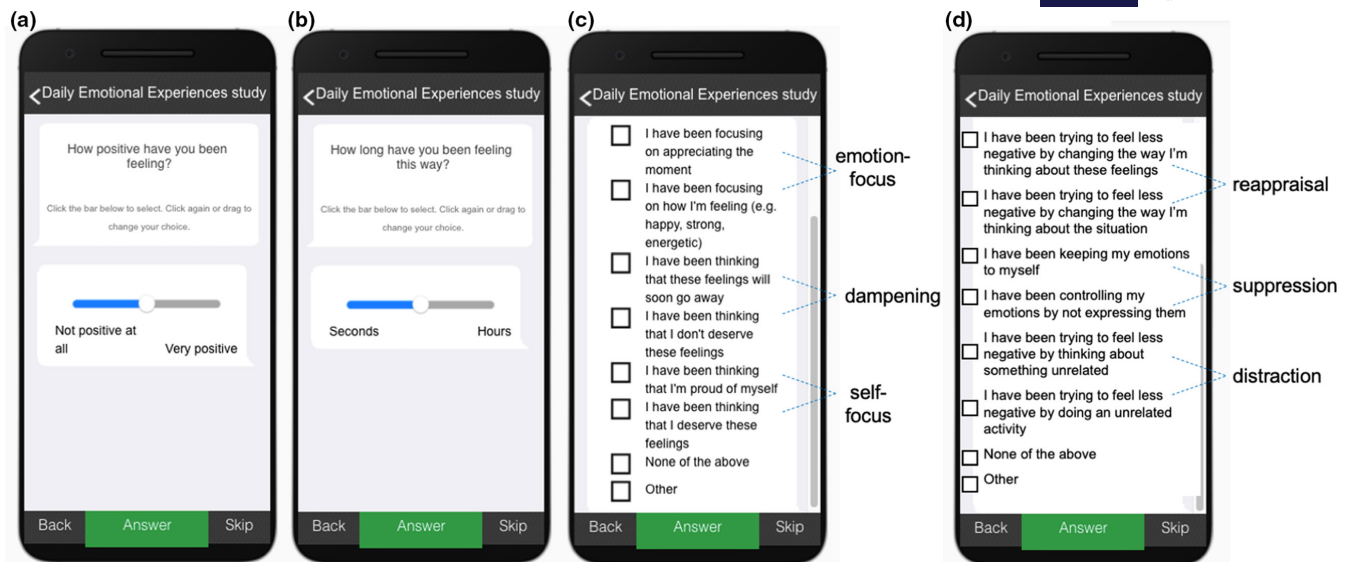 (a)
Daily Emotional Experiences study
How positive have you been
feeling?
Click the bar below to select. Click again or drag to
change your choice.
Not positive at
all
Very positive
Back
Answer
Skip
(b)
Daily Emotional Experiences study
How long have you been feeling
this way?
Click the bar below to select. Click again or drag to
change your choice.
Seconds
Hours
Back
Answer
Skip
(c)
Daily Emotional Experiences study
I have been focusing
on appreciating the
moment
I have been focusing
on how I'm feeling (e.g.
happy, strong,
energetic)
I have been thinking
that these feelings will
soon go away
I have been thinking
that I don't deserve
these feelings
I have been thinking
that I'm proud of myself
I have been thinking
that I deserve these
feelings
None of the above
Other
Back
Answer
Skip
emotion-
focus
dampening
self-
focus
(d)
Daily Emotional Experiences study
I have been trying to feel less
negative by changing the way I'm
thinking about these feelings
I have been trying to feel less
negative by changing the way I'm
thinking about the situation
I have been keeping my emotions
to myself
I have been controlling my
emotions by not expressing them
I have been trying to feel less
negative by thinking about
something unrelated
I have been trying to feel less
negative by doing an unrelated
activity
None of the above
Other
Back
Answer
Skip
reappraisal
suppression
distraction